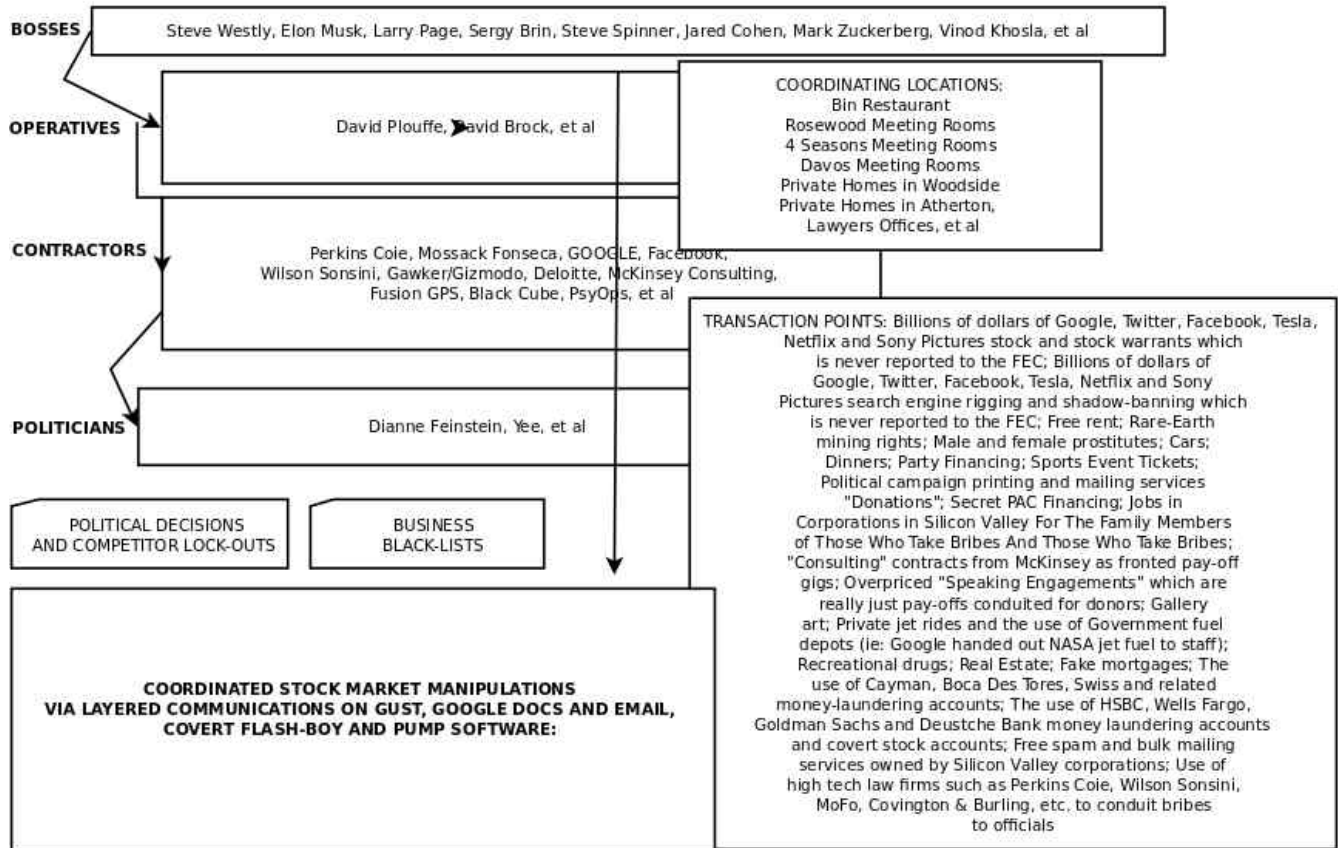 BOSSES
Steve Westly, Elon Musk, Larry Page, Sergy Brin, Steve Spinner, Jared Cohen, Mark Zuckerberg, Vinod Khosla, et al
OPERATIVES
David Plouffe, David Brock, et al
COORDINATING LOCATIONS:
Bin Restaurant
Rosewood Meeting Rooms
4 Seasons Meeting Rooms
Davos Meeting Rooms
Private Homes in Woodside
Private Homes in Atherton,
Lawyers Offices, et al
CONTRACTORS
Perkins Coie, Mossack Fonseca, GOOGLE, Facebook,
Wilson Sonsini, Gawker/Gizmodo, Deloitte, McKinsey Consulting,
Fusion GPS, Black Cube, PsyOps, et al
TRANSACTION POINTS: Billions of dollars of Google, Twitter, Facebook, Tesla,
Netflix and Sony Pictures stock and stock warrants which
is never reported to the FEC; Billions of dollars of
Google, Twitter, Facebook, Tesla, Netflix and Sony
Pictures search engine rigging and shadow-banning which
is never reported to the FEC; Free rent; Rare-Earth
mining rights; Male and female prostitutes; Cars;
Dinners; Party Financing; Sports Event Tickets;
Political campaign printing and mailing services
"Donations"; Secret PAC Financing; Jobs in
Corporations in Silicon Valley For The Family Members
of Those Who Take Bribes And Those Who Take Bribes;
"Consulting" contracts from McKinsey as fronted pay-off
gigs; Overpriced "Speaking Engagements" which are
really just pay-offs conduited for donors; Gallery
art; Private jet rides and the use of Government fuel
depots (ie: Google handed out NASA jet fuel to staff);
Recreational drugs; Real Estate; Fake mortgages; The
use of Cayman, Boca Des Tores, Swiss and related
money-laundering accounts; The use of HSBC, Wells Fargo,
Goldman Sachs and Deustche Bank money laundering accounts
and covert stock accounts; Free spam and bulk mailing
services owned by Silicon Valley corporations; Use of
high tech law firms such as Perkins Coie, Wilson Sonsini,
MoFo, Covington & Burling, etc. to conduit bribes
to officials
POLITICIANS
Dianne Feinstein, Yee, et al
POLITICAL DECISIONS
AND COMPETITOR LOCK-OUTS
BUSINESS
BLACK-LISTS
COORDINATED STOCK MARKET MANIPULATIONS
VIA LAYERED COMMUNICATIONS ON GUST, GOOGLE DOCS AND EMAIL,
COVERT FLASH-BOY AND PUMP SOFTWARE: